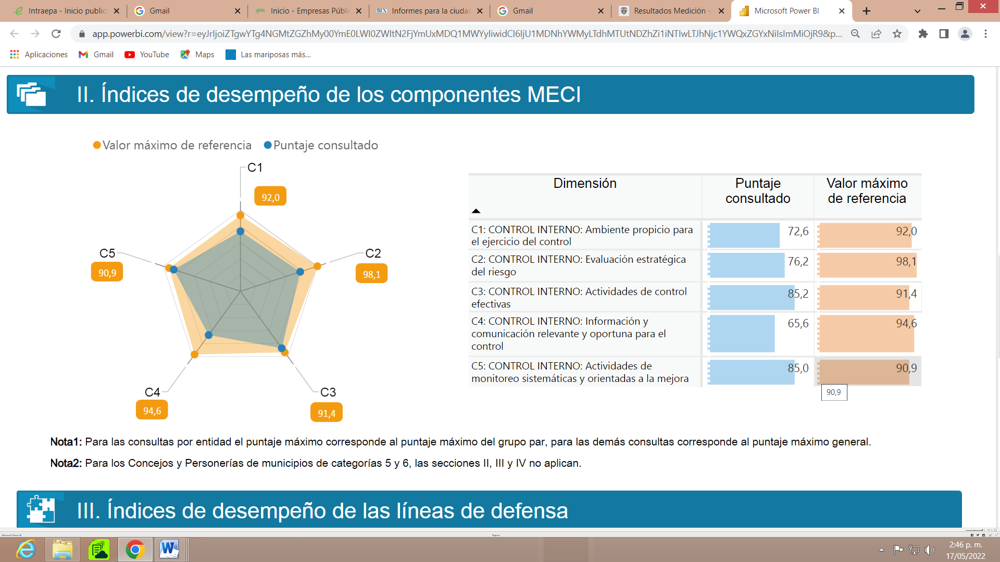 Intraepa - Inicio public
Gmail
Inicio - Empresas Públi
Informes para la ciudad
Gmail
Resultados Medición -
Microsoft Power BI
Aplicaciones
Gmail
YouTube
Maps
Las mariposas más...
II. Índices de desempeño de los componentes MECI
Valor máximo de referencia
Puntaje consultado
C1
92,0
C5
90,9
C2
98,1
C4
94,6
C3
91,4
Dimensión
Puntaje
consultado
Valor máximo
de referencia
C1: CONTROL INTERNO: Ambiente propicio para
el ejercicio del control
72,6
92,0
C2: CONTROL INTERNO: Evaluación estratégica
del riesgo
76,2
98,1
C3: CONTROL INTERNO: Actividades de control
efectivas
85,2
91,4
C4: CONTROL INTERNO: Información y
comunicación relevante y oportuna para el
control
65,6
94,6
C5: CONTROL INTERNO: Actividades de
monitoreo sistemáticas y orientadas a la mejora
85,0
90,9
90,9
Nota1: Para las consultas por entidad el puntaje máximo corresponde al puntaje máximo del grupo par, para las demás consultas corresponde al puntaje máximo general.
Nota2: Para los Concejos y Personerías de municipios de categorías 5 y 6, las secciones II, III y IV no aplican.
III. Índices de desempeño de las líneas de defensa
Microsoft Power BI
Páginas
2:46 p. m.
17/05/2022